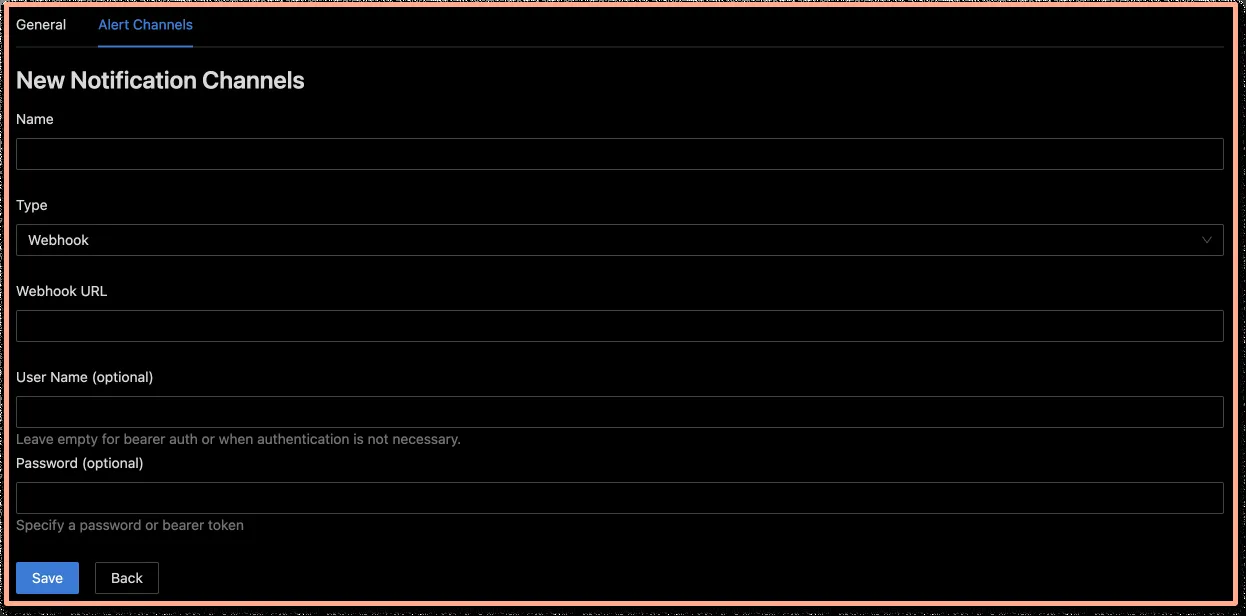 General Alert Channels
New Notification Channels
Name
Type
Webhook
Webhook URL
User Name (optional)
Leave empty for bearer auth or when authentication is not necessary.
Password (optional)
Specify a password or bearer token
Save Back